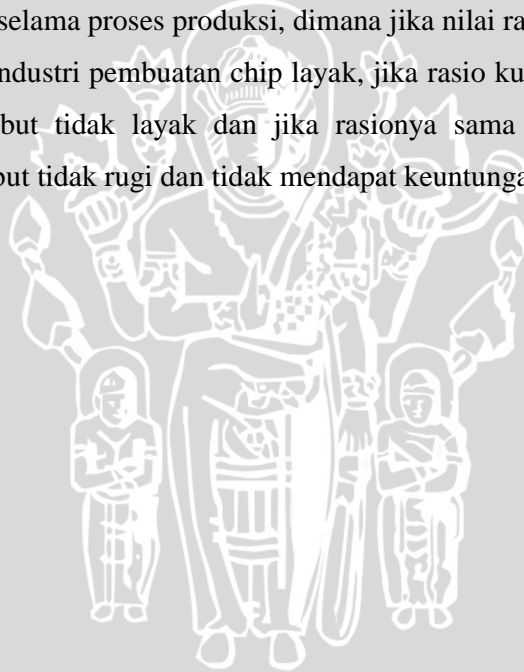 selama proses produksi, dimana jika nilai ra
ndustri pembuatan chip layak, jika rasio ku
but tidak layak dan jika rasionya sama
but tidak rugi dan tidak mendapat keuntunga